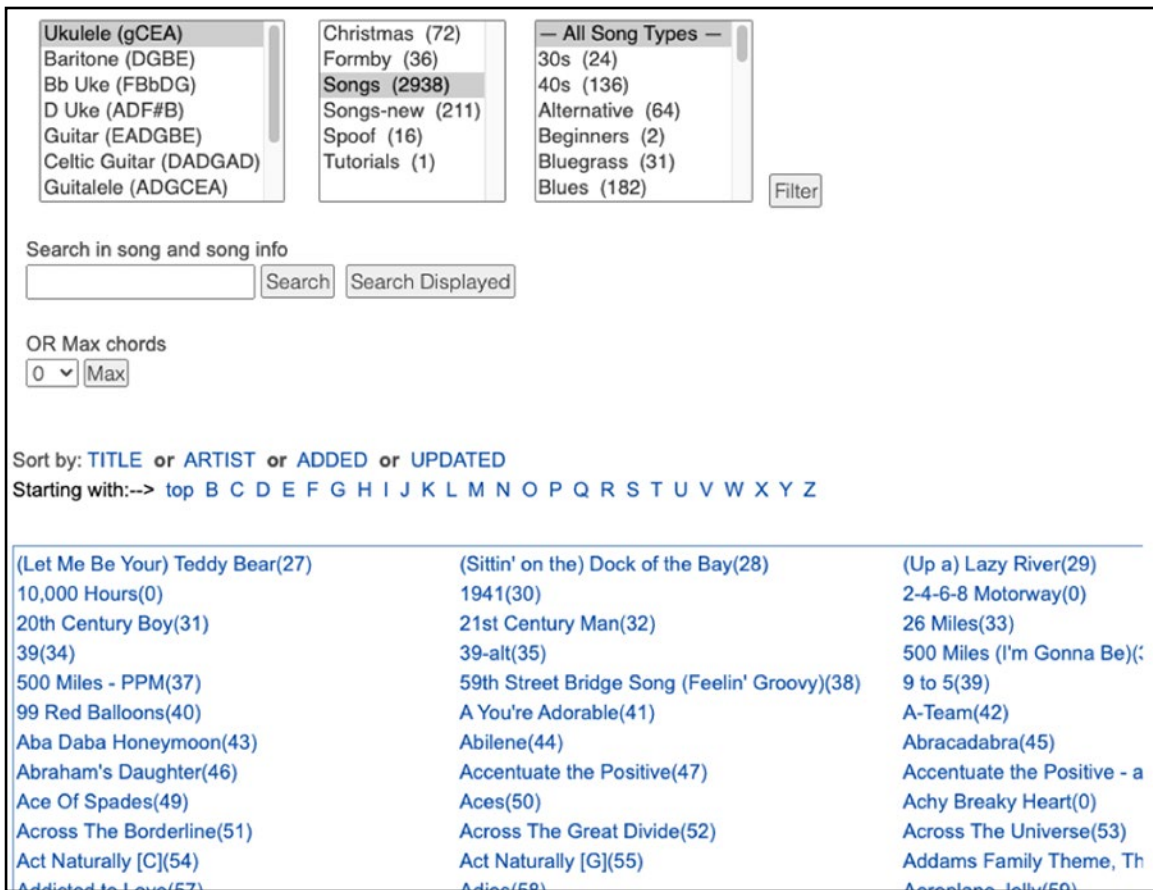 Ukulele (gCEA)
Baritone (DGBE)
Bb Uke (FBbDG)
D Uke (ADF#B)
Guitar (EADGBE)
Celtic Guitar (DADGAD)
Guitalele (ADGCEA)
Christmas (72)
Formby (36)
Songs (2938)
Songs-new (211)
Spoof (16)
Tutorials (1)
— All Song Types —
30s (24)
40s (136)
Alternative (64)
Beginners (2)
Bluegrass (31)
Blues (182)
Filter
Search in song and song info
Search Search Displayed
OR Max chords
0 Max
Sort by: TITLE or ARTIST or ADDED or UPDATED
Starting with:--> top B C D E F G H I J K L M N O P Q R S T U V W X Y Z
(Let Me Be Your) Teddy Bear(27) (Sittin' on the) Dock of the Bay(28) (Up a) Lazy River(29)
10,000 Hours(0) 1941(30) 2-4-6-8 Motorway(0)
20th Century Boy(31) 21st Century Man(32) 26 Miles(33)
39(34) 39-alt(35) 500 Miles (I'm Gonna Be)(
500 Miles - PPM(37) 59th Street Bridge Song (Feelin' Groovy)(38) 9 to 5(39)
99 Red Balloons(40) A You're Adorable(41) A-Team(42)
Aba Daba Honeymoon(43) Abilene(44) Abracadabra(45)
Abraham's Daughter(46) Accentuate the Positive(47) Accentuate the Positive - a
Ace Of Spades(49) Aces(50) Achy Breaky Heart(0)
Across The Borderline(51) Across The Great Divide(52) Across The Universe(53)
Act Naturally [C](54) Act Naturally [G](55) Addams Family Theme, Th
Addicted to Love(57) Adios(58) Aeroplane Jelly(59)